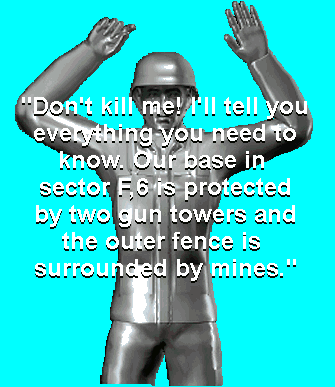 "Don't kill me! I'll tell you
everything you need to
know. Our base in
sector F,6 is protected
by two gun towers and
the outer fence is
surrounded by mines."